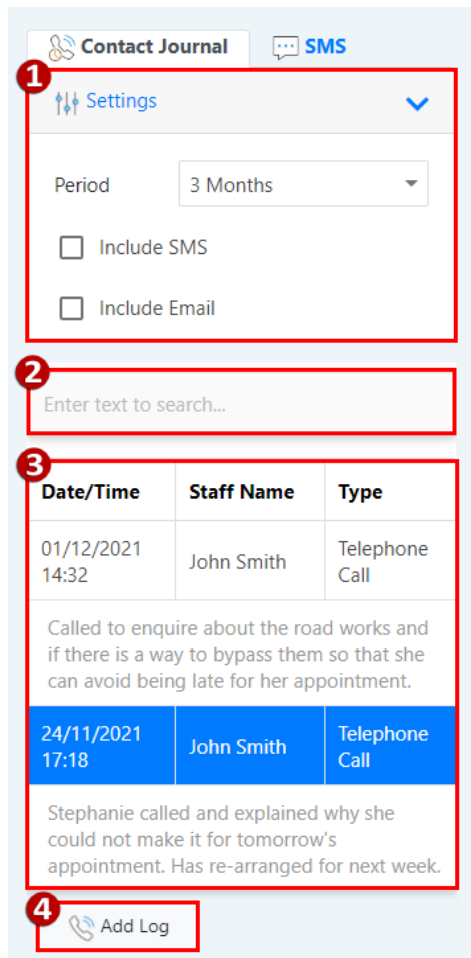 Contact Journal SMS
1
Settings
Period 3 Months
Include SMS
Include Email
2
Enter text to search...
3
Date/Time Staff Name Type
01/12/2021 14:32 John Smith Telephone Call
Called to enquire about the road works and
if there is a way to bypass them so that she
can avoid being late for her appointment.
24/11/2021 17:18 John Smith Telephone Call
Stephanie called and explained why she
could not make it for tomorrow's
appointment. Has re-arranged for next week.
4
Add Log